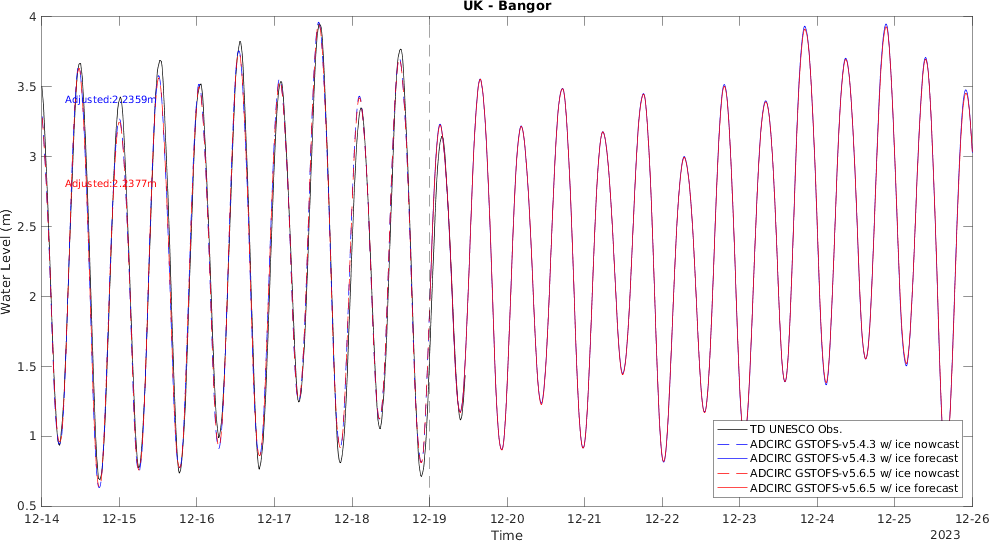 UK - Bangor
4
3.5
3
2.5
2
1.5
1
0.5
Water Level (m)
Adjusted:2.2359m
Adjusted:2.2377m
TD UNESCO Obs.
ADCIRC GSTOFS-v5.4.3 w/ ice nowcast
ADCIRC GSTOFS-v5.4.3 w/ ice forecast
ADCIRC GSTOFS-v5.6.5 w/ ice nowcast
ADCIRC GSTOFS-v5.6.5 w/ ice forecast
12-14 12-15 12-16 12-17 12-18 12-19 12-20 12-21 12-22 12-23 12-24 12-25 12-26
Time
2023